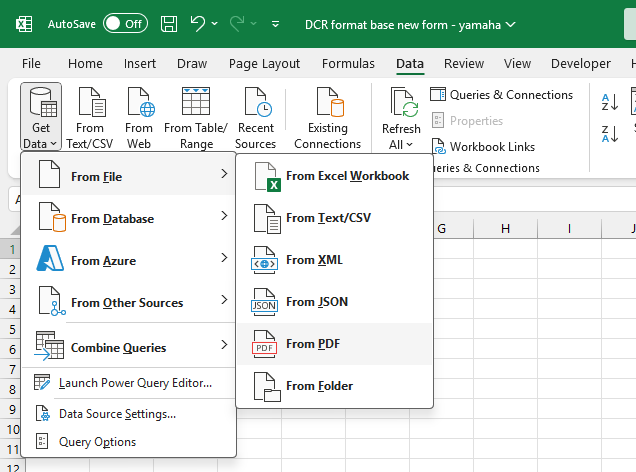 AutoSave Off DCR format base new form - yamaha
File Home Insert Draw Page Layout Formulas Data Review View Developer H
Get Data
From Text/CSV
From Web
From Table/ Range
Recent Sources
Existing Connections
Refresh All
Queries & Connections
Properties
Workbook Links
eries & Connections
A Z
Z A
S
From File
From Database
From Azure
From Other Sources
Combine Queries
Launch Power Query Editor...
Data Source Settings...
Query Options
From Excel Workbook
From Text/CSV
<>
From XML
JSON
From JSON
PDF
From PDF
From Folder
A
G H I J
1
2
3
4
5
6
7
8
9
10
11